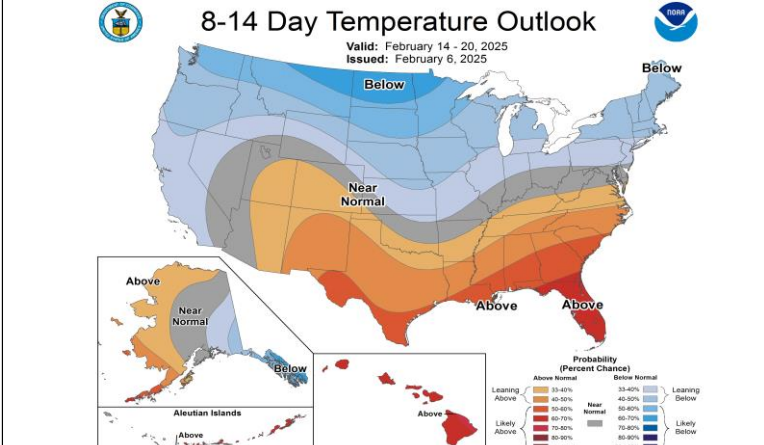 8-14 Day Temperature Outlook
Valid: February 14 - 20, 2025
Issued: February 6, 2025
NOAA
Below
Below
Near
Normal
Above
Above
Above
Near
Normal
Below
Aleutian Islands
Above
Above
Probability
(Percent Chance)
Above Normal
Below Normal
Leaning
Above
33-40%
40-50%
50-60%
60-70%
70-80%
80-90%
Likely
Above
Near
Normal
33-40%
40-50%
50-60%
60-70%
70-80%
80-90%
Leaning
Below
Likely
Below